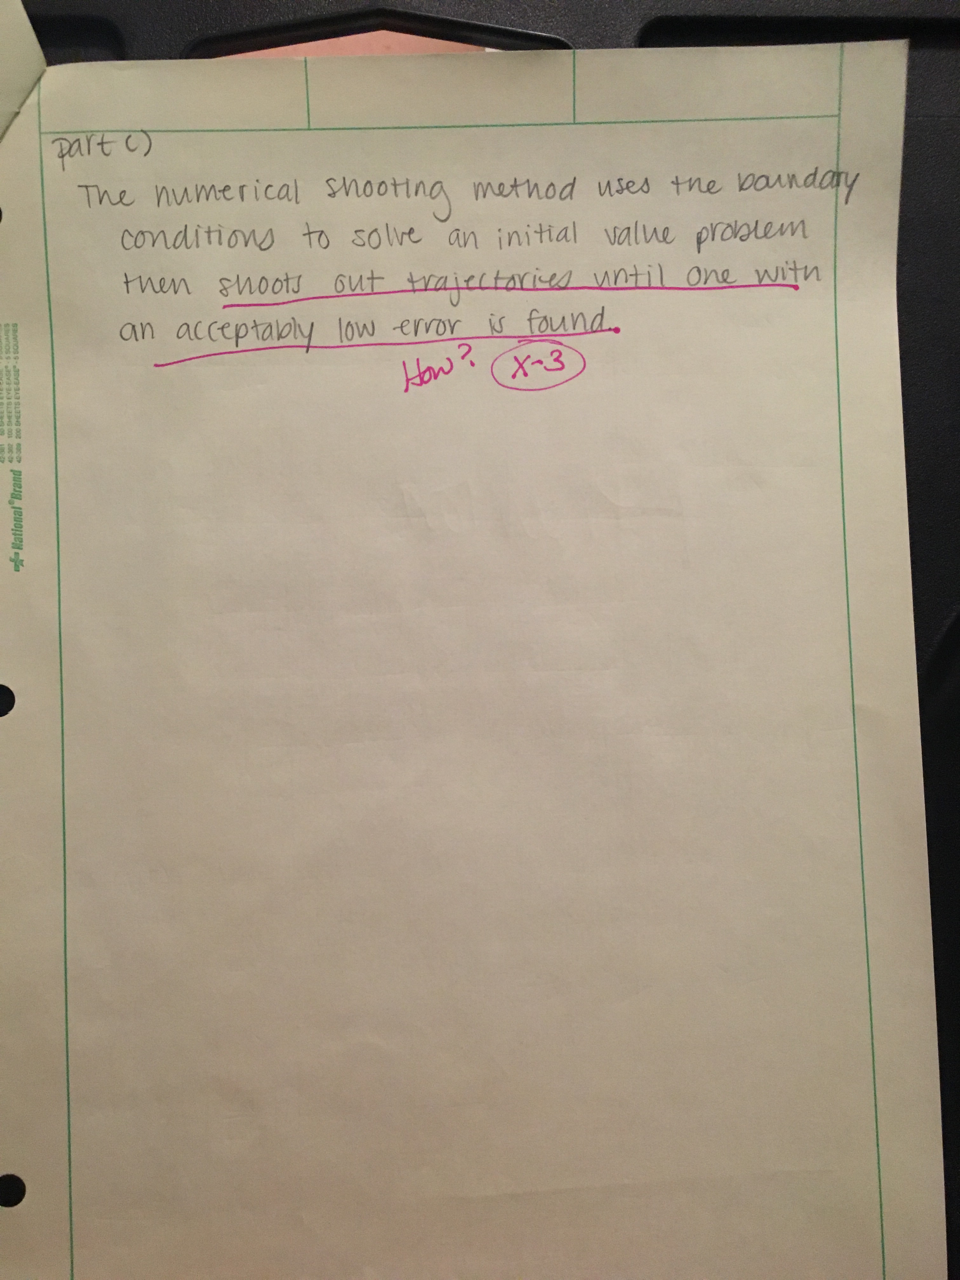 part c)
The numerical shooting method uses the boundary
conditions to solve an initial value problem
then shoots out trajectories until one with
an acceptably low error is found.
How? X-3
National® Brand